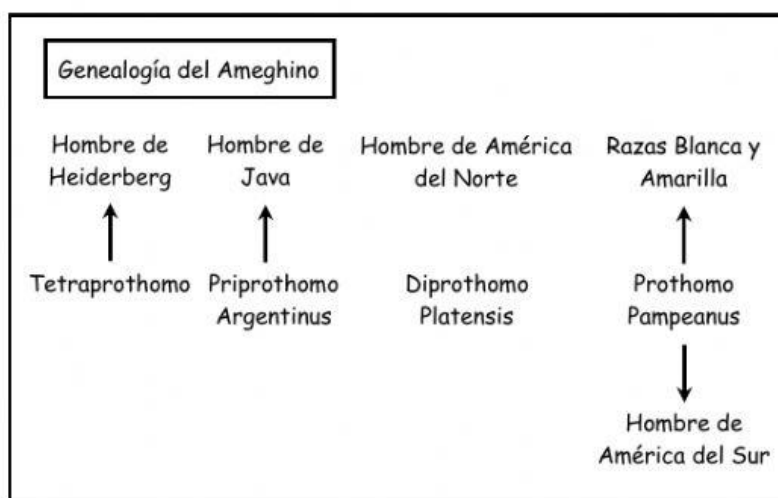 Genealogía del Ameghino
Hombre de
Heiderberg
Hombre de
Java
Hombre de América
del Norte
Razas Blanca y
Amarilla
Tetraprothomo
Priprothomo
Argentinus
Diprothomo
Platensis
Prothomo
Pampeanus
Hombre de
América del Sur